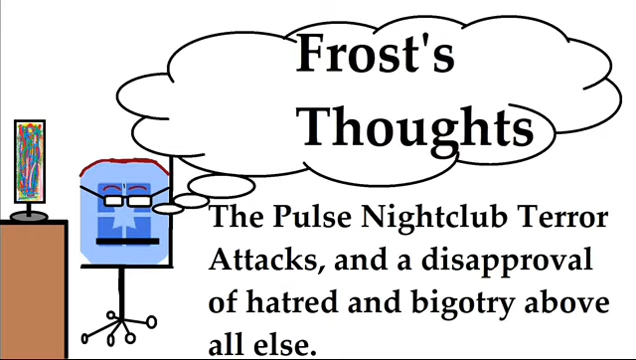 Frost's
Thoughts
The Pulse Nightclub Terror
Attacks, and a disapproval
of hatred and bigotry above
all else.